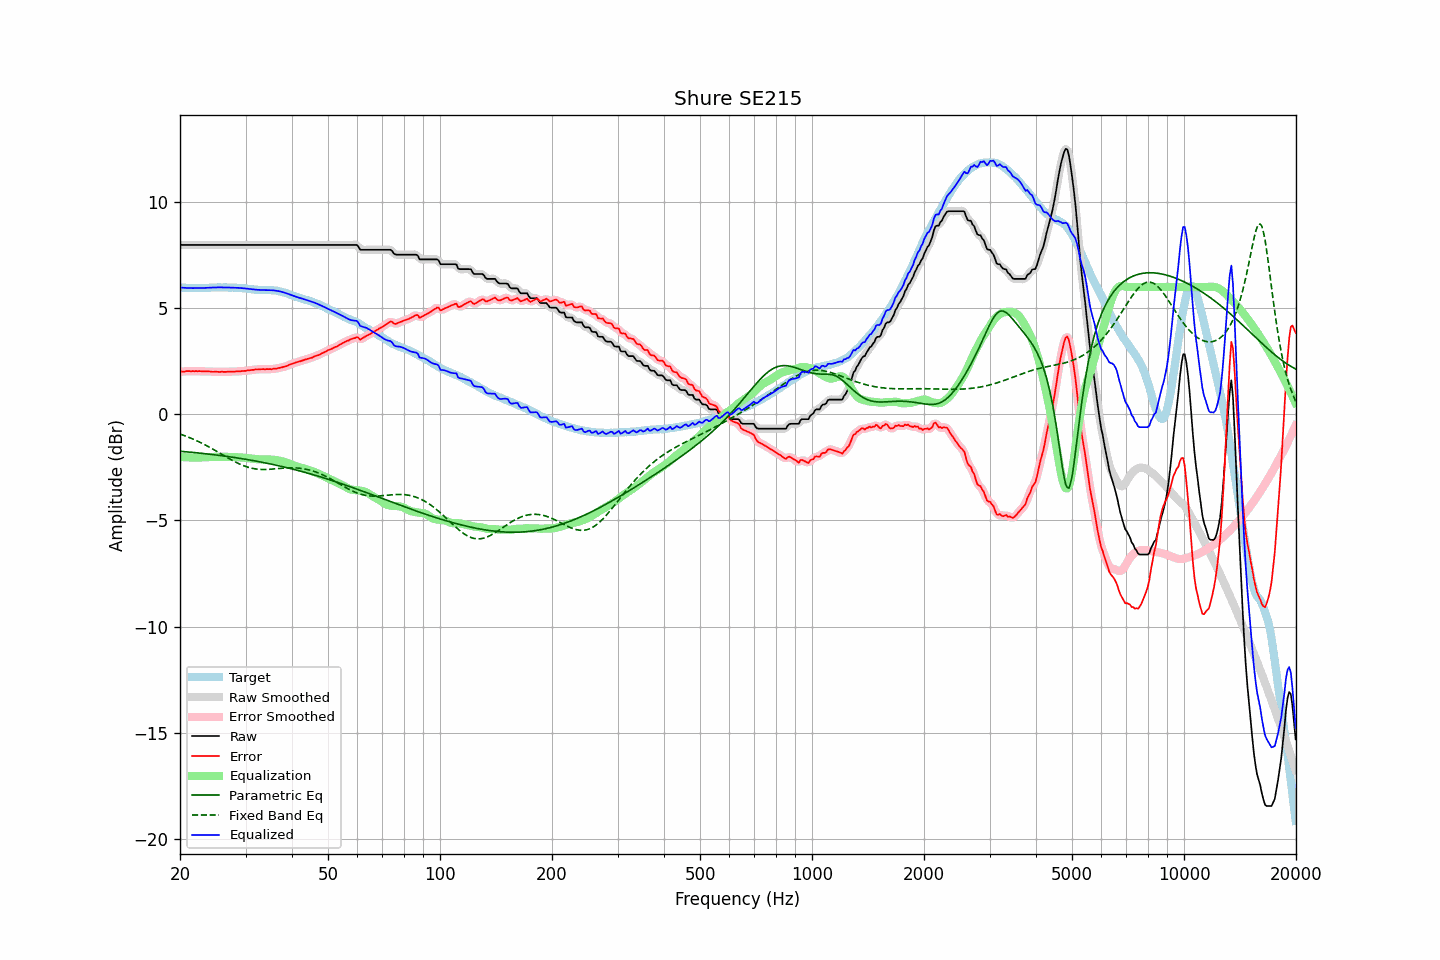 Shure SE215
Amplitude (dBr)
10
5
0
−5
−10
−15
−20
Target
Raw Smoothed
Error Smoothed
Raw
Error
Equalization
Parametric Eq
Fixed Band Eq
Equalized
20
50
100
200
500
1000
2000
5000
10000
20000
Frequency (Hz)